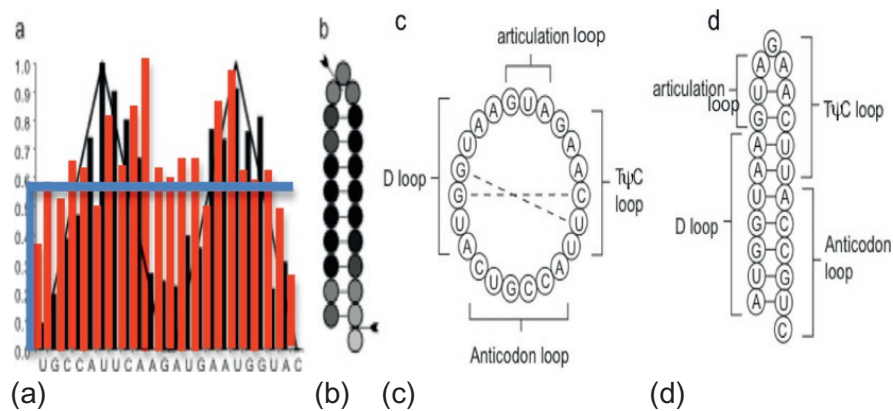 a
1.0
0.9
0.8
0.7
0.6
0.5
0.4
0.3
0.2
0.1
0.0
UGCCAUUCAAGAUGAAUGGUAC
(a)
b
(b)
c
articulation loop
D loop
TψC
loop
U A A G U A G A A C U U A C C G U C A U G G
Anticodon loop
(c)
d
articulation
loop
TψC loop
D loop
Anticodon
loop
G
A A
U A
G C
A U
A U
U A
G C
G C
U G
A U
C
(d)